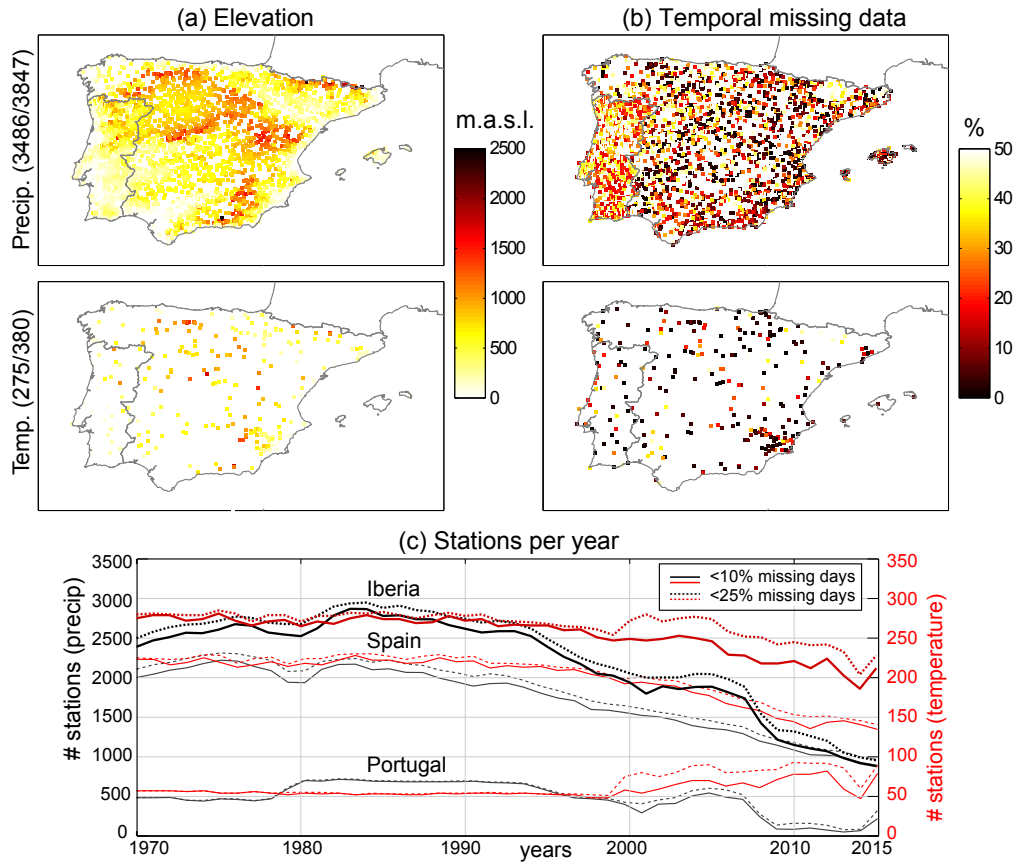 (a) Elevation
(b) Temporal missing data
Precip. (3486/3847)
m.a.s.l.
2500
2000
1500
1000
500
0
%
50
40
30
20
10
0
Temp. (275/380)
(c) Stations per year
# stations (precip)
3500
3000
2500
2000
1500
1000
500
0
Iberia
Spain
Portugal
<10% missing days
<25% missing days
350
300
250
200
150
100
50
0
# stations (temperature)
1970
1980
1990
2000
2010
2015
years